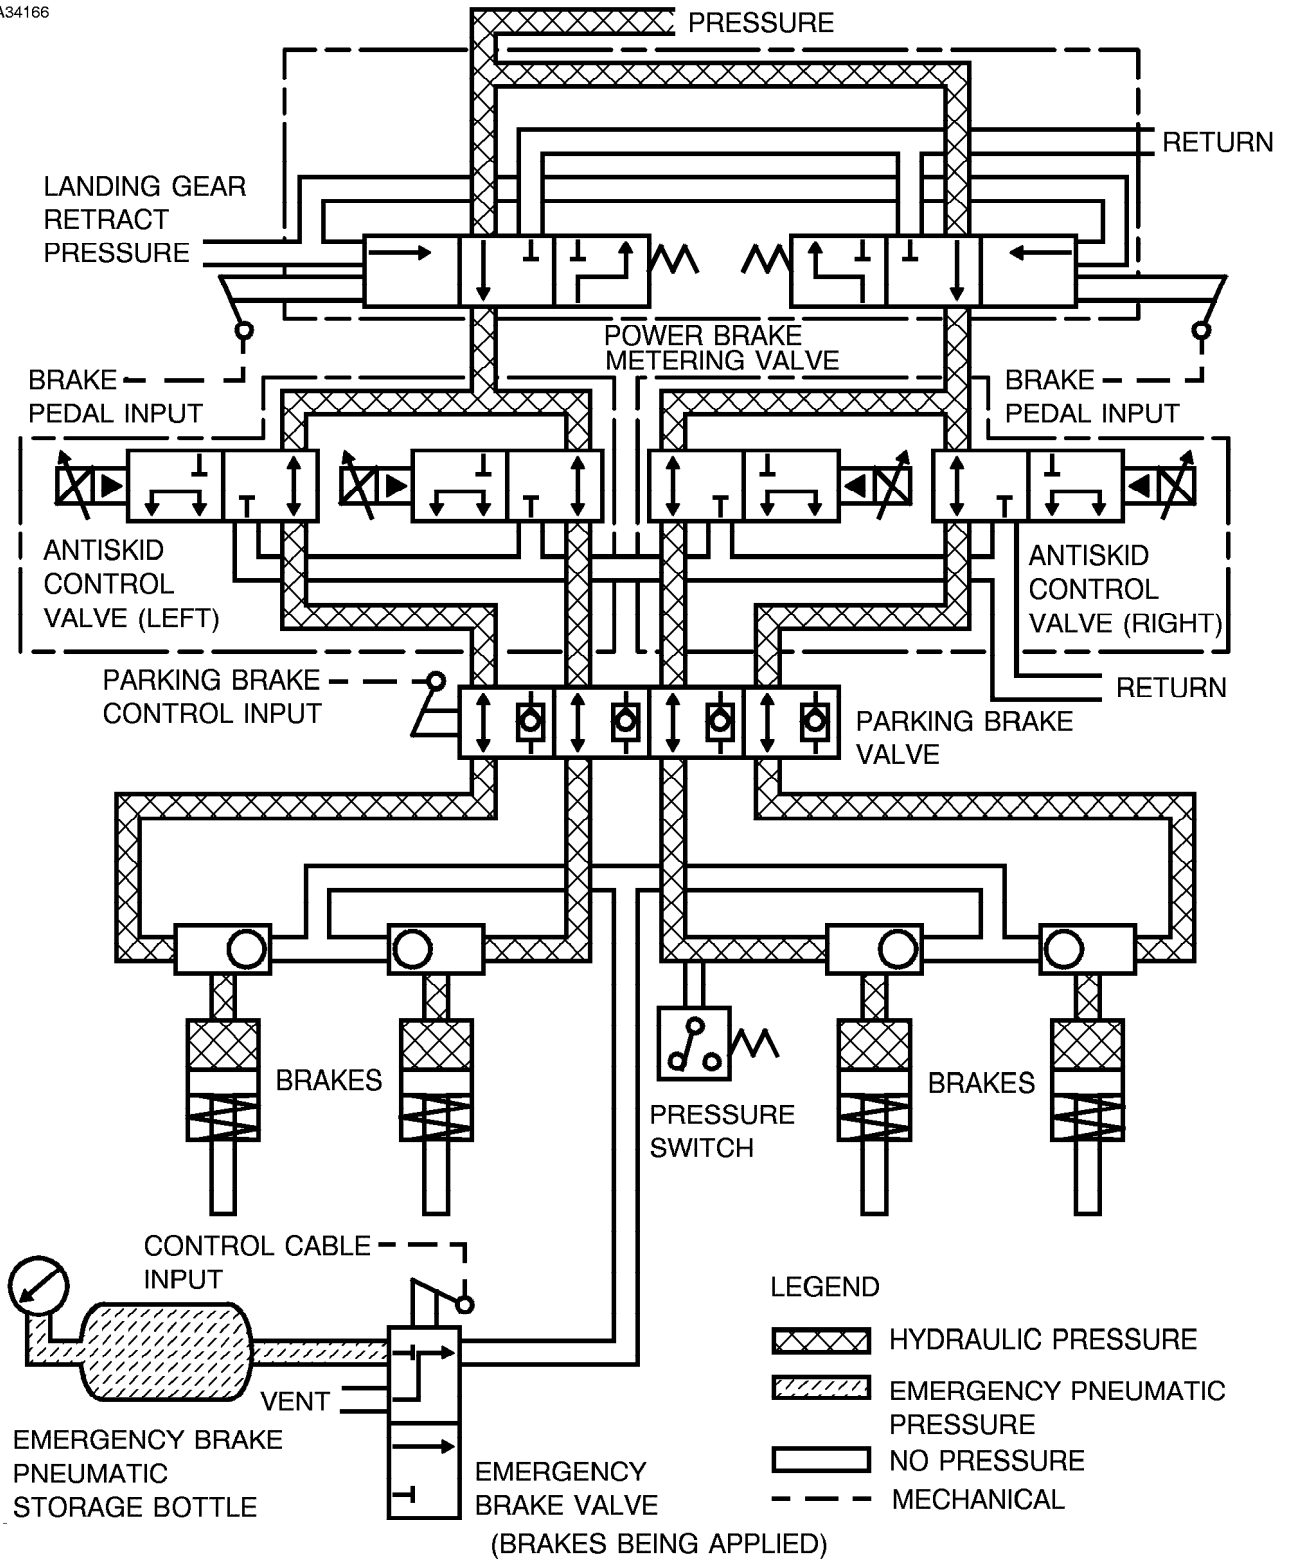 A34166
PRESSURE
RETURN
LANDING GEAR
RETRACT
PRESSURE
POWER BRAKE
METERING VALVE
BRAKE
PEDAL INPUT
BRAKE
PEDAL INPUT
ANTISKID
CONTROL
VALVE (LEFT)
ANTISKID
CONTROL
VALVE (RIGHT)
PARKING BRAKE
CONTROL INPUT
RETURN
PARKING BRAKE
VALVE
BRAKES
BRAKES
PRESSURE
SWITCH
CONTROL CABLE
INPUT
VENT
EMERGENCY BRAKE
PNEUMATIC
STORAGE BOTTLE
EMERGENCY
BRAKE VALVE
(BRAKES BEING APPLIED)
LEGEND
HYDRAULIC PRESSURE
EMERGENCY PNEUMATIC
PRESSURE
NO PRESSURE
MECHANICAL